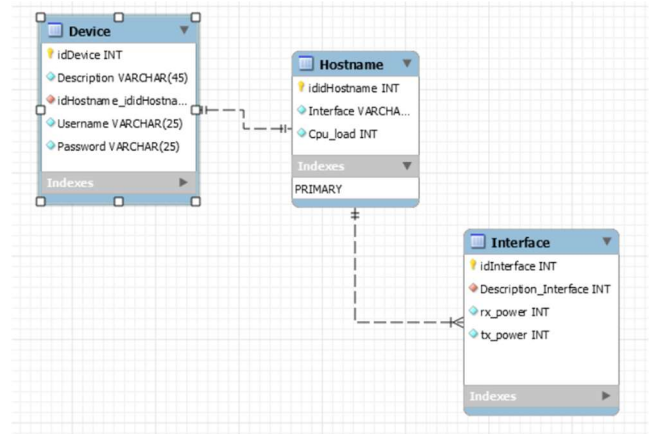 Device
idDevice INT
Description VARCHAR(45)
idHostname_ididHostna...
Username VARCHAR(25)
Password VARCHAR(25)
Indexes
Hostname
ididHostname INT
Interface VARCHA...
Cpu_load INT
Indexes
PRIMARY
Interface
idInterface INT
Description_Interface INT
rx_power INT
tx_power INT
Indexes